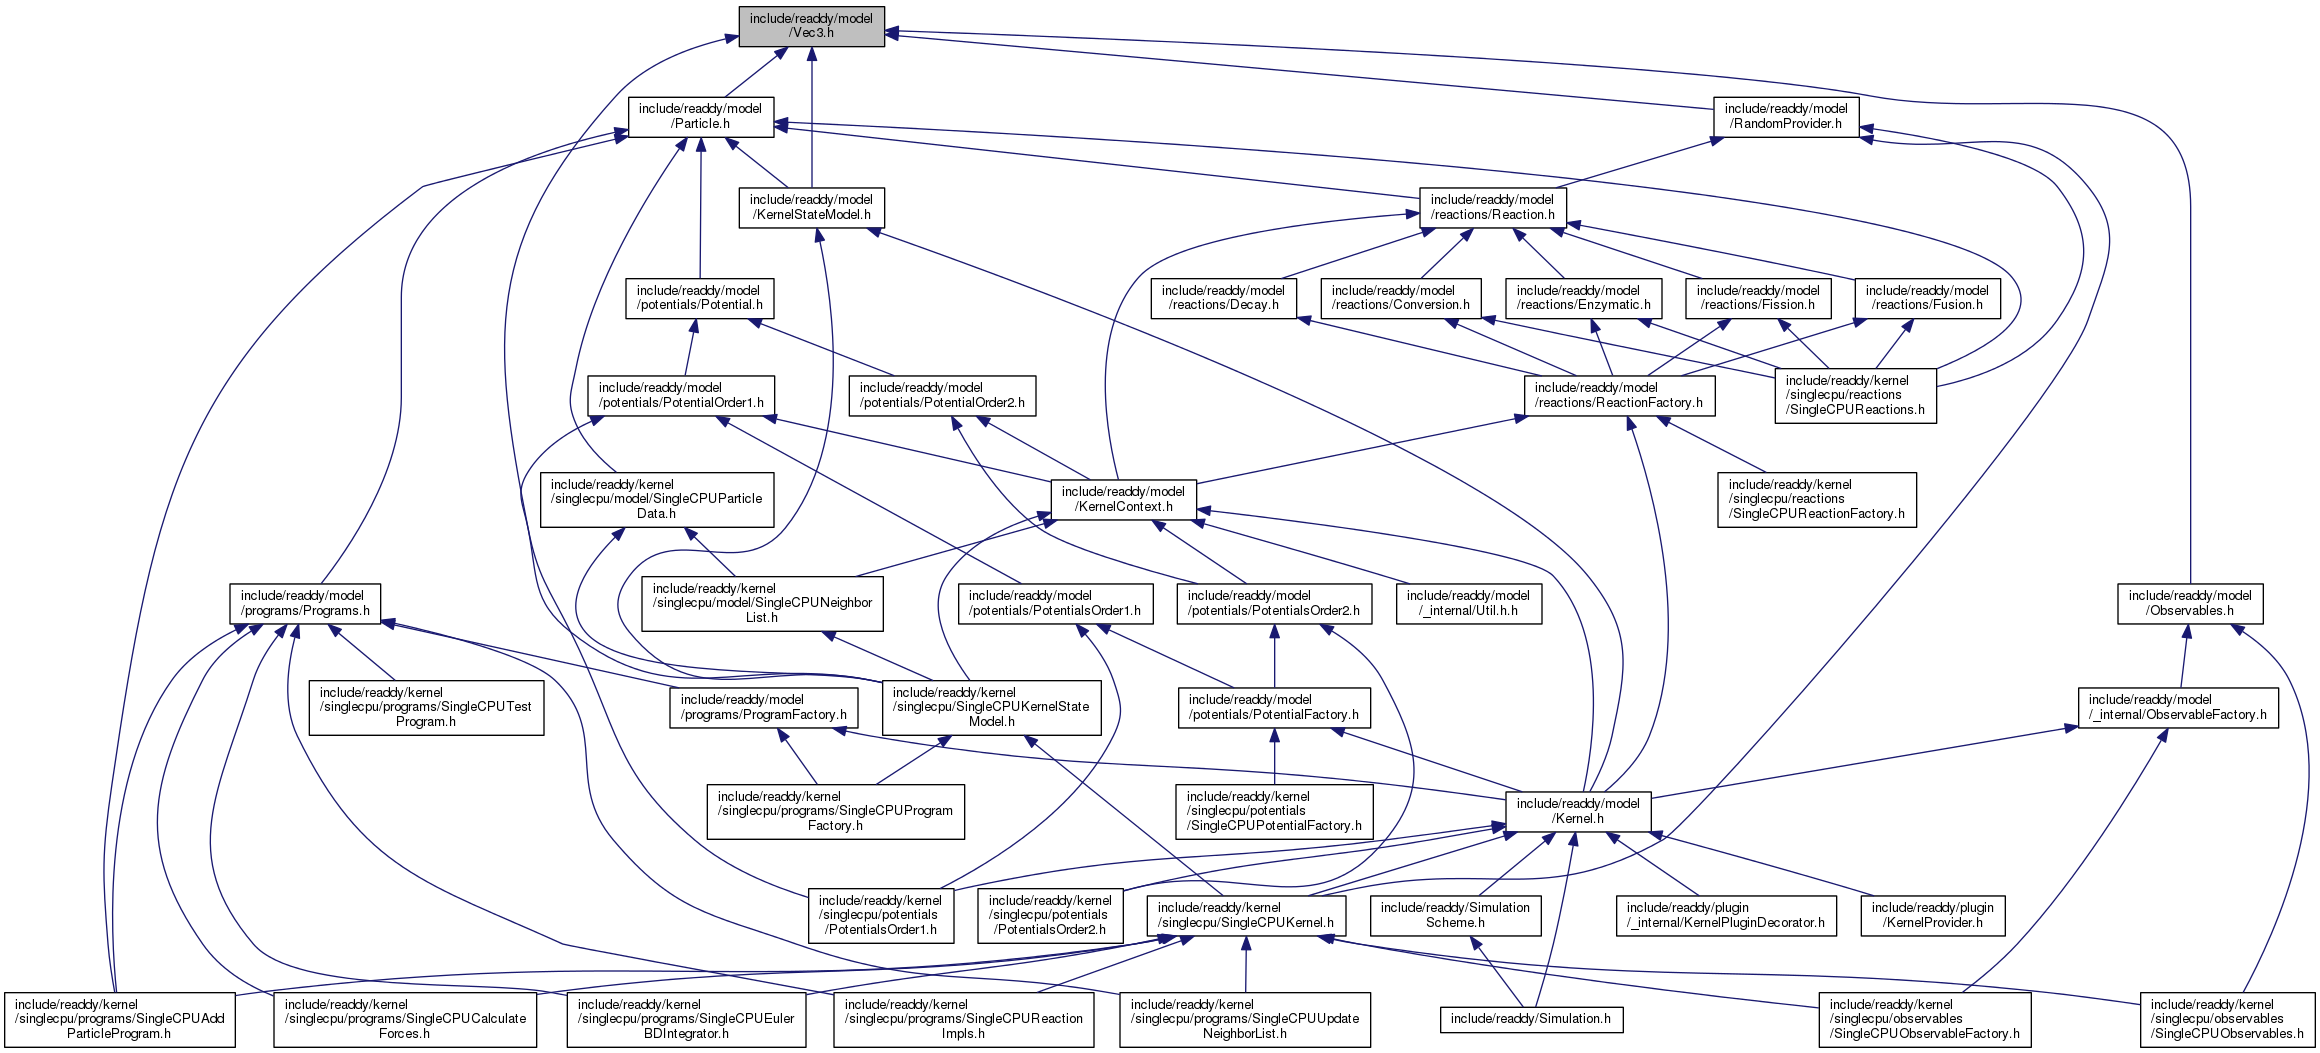 include/readdy/model
/Vec3.h
include/readdy/model
/Particle.h
include/readdy/model
/RandomProvider.h
include/readdy/model
/KernelStateModel.h
include/readdy/model
/reactions/Reaction.h
include/readdy/model
/potentials/Potential.h
include/readdy/model
/reactions/Decay.h
include/readdy/model
/reactions/Conversion.h
include/readdy/model
/reactions/Enzymatic.h
include/readdy/model
/reactions/Fission.h
include/readdy/model
/reactions/Fusion.h
include/readdy/model
/potentials/PotentialOrder1.h
include/readdy/model
/potentials/PotentialOrder2.h
include/readdy/model
/reactions/ReactionFactory.h
include/readdy/kernel
/singlecpu/reactions
/SingleCPUReactions.h
include/readdy/kernel
/singlecpu/model/SingleCPUParticle
Data.h
include/readdy/model
/KernelContext.h
include/readdy/kernel
/singlecpu/reactions
/SingleCPUReactionFactory.h
include/readdy/model
/programs/Programs.h
include/readdy/kernel
/singlecpu/model/SingleCPUNeighbor
List.h
include/readdy/model
/potentials/PotentialsOrder1.h
include/readdy/model
/potentials/PotentialsOrder2.h
include/readdy/model
/_internal/Util.h.h
include/readdy/model
/Observables.h
include/readdy/kernel
/singlecpu/programs/SingleCPUTest
Program.h
include/readdy/model
/programs/ProgramFactory.h
include/readdy/kernel
/singlecpu/SingleCPUKernelState
Model.h
include/readdy/model
/potentials/PotentialFactory.h
include/readdy/model
/_internal/ObservableFactory.h
include/readdy/kernel
/singlecpu/programs/SingleCPUProgram
Factory.h
include/readdy/kernel
/singlecpu/potentials
/SingleCPUPotentialFactory.h
include/readdy/model
/Kernel.h
include/readdy/kernel
/singlecpu/potentials
/PotentialsOrder1.h
include/readdy/kernel
/singlecpu/potentials
/PotentialsOrder2.h
include/readdy/kernel
/singlecpu/SingleCPUKernel.h
include/readdy/Simulation
Scheme.h
include/readdy/plugin
/_internal/KernelPluginDecorator.h
include/readdy/plugin
/KernelProvider.h
include/readdy/kernel
/singlecpu/programs/SingleCPUAdd
ParticleProgram.h
include/readdy/kernel
/singlecpu/programs/SingleCPUCalculate
Forces.h
include/readdy/kernel
/singlecpu/programs/SingleCPUEuler
BDIntegrator.h
include/readdy/kernel
/singlecpu/programs/SingleCPUReaction
Impls.h
include/readdy/kernel
/singlecpu/programs/SingleCPUUpdate
NeighborList.h
include/readdy/Simulation.h
include/readdy/kernel
/singlecpu/observables
/SingleCPUObservableFactory.h
include/readdy/kernel
/singlecpu/observables
/SingleCPUObservables.h